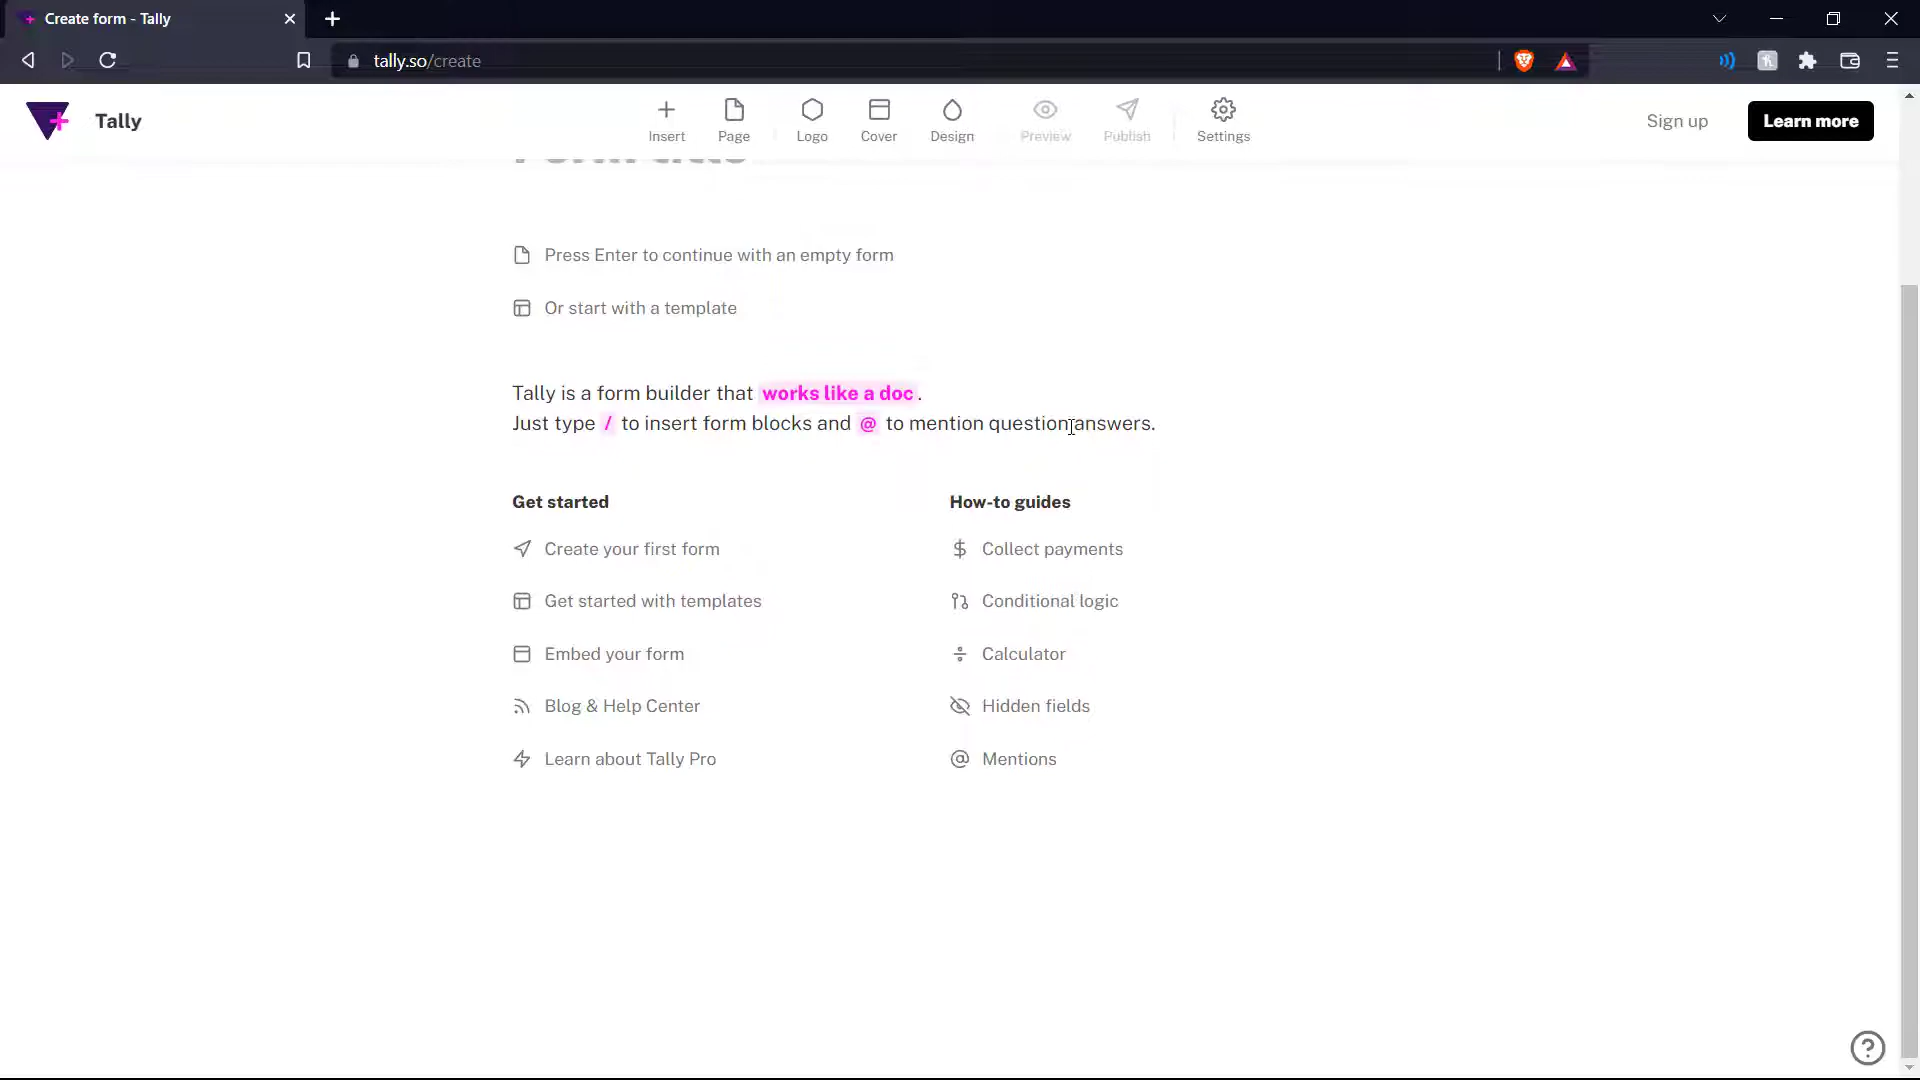 Create form - Tally
tally.so/create
Tally
Insert
Page
Logo
Cover
Design
Preview
Publish
Settings
Sign up
Learn more
Press Enter to continue with an empty form
Or start with a template
Tally is a form builder that works like a doc.
Just type / to insert form blocks and @ to mention question answers.
Get started
Create your first form
Get started with templates
Embed your form
Blog & Help Center
Learn about Tally Pro
How-to guides
Collect payments
Conditional logic
Calculator
Hidden fields
Mentions